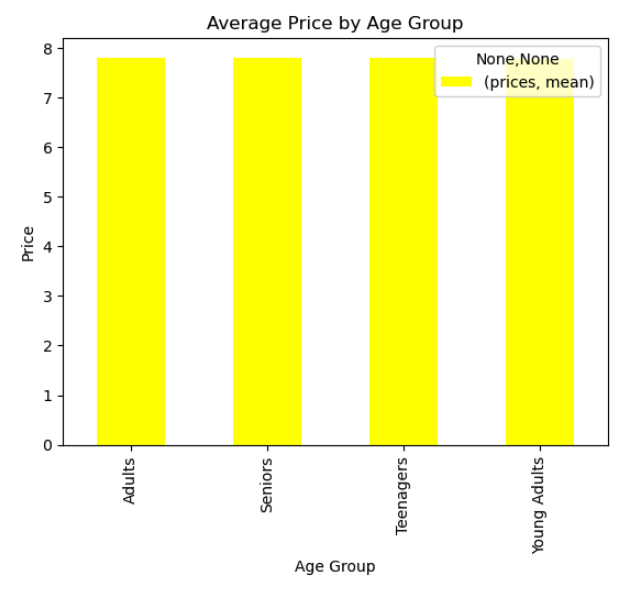 Average Price by Age Group
None,None
(prices, mean)
8
7
6
5
4
3
2
1
0
Price
Adults
Seniors
Teenagers
Young Adults
Age Group